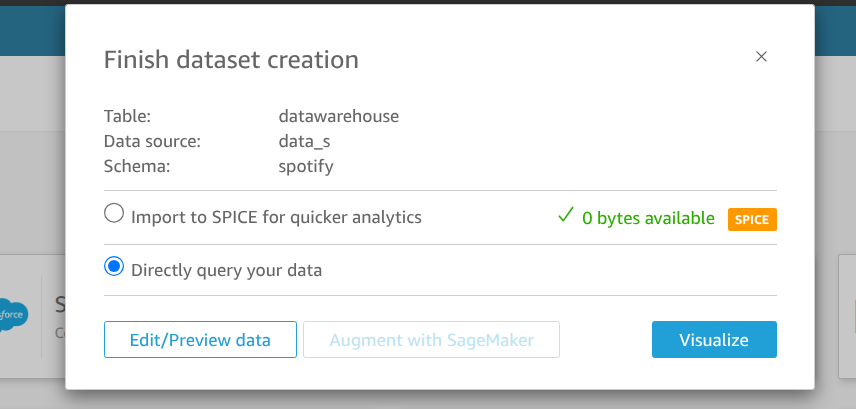 Finish dataset creation
Table: datawarehouse
Data source: data_s
Schema: spotify
Import to SPICE for quicker analytics 0 bytes available SPICE
Directly query your data
Edit/Preview data Augment with SageMaker Visualize